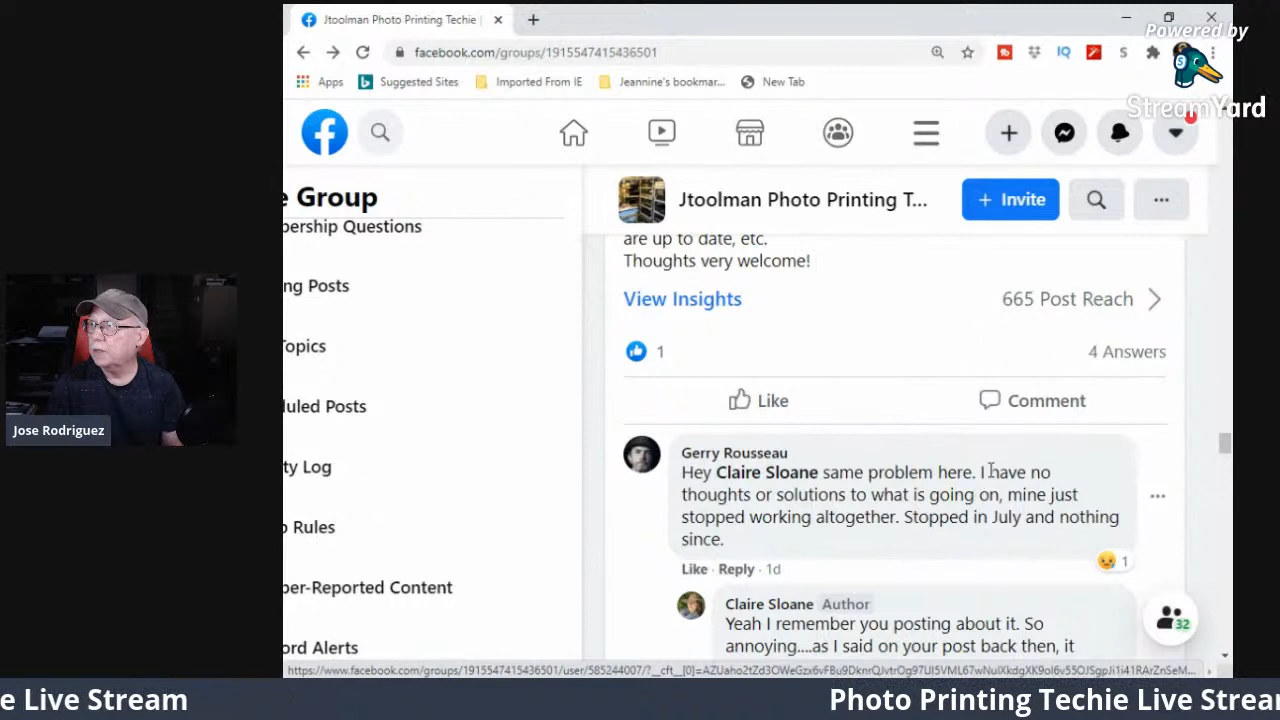 Jtoolman Photo Printing Techie |
Powered by
StreamYard
facebook.com/groups/1915547415436501
IQ
S
Apps
Suggested Sites
Imported From IE
Jeannine's bookmar...
New Tab
e Group
Jtoolman Photo Printing T...
+ Invite
bership Questions
ng Posts
Topics
duled Posts
ty Log
Rules
ber-Reported Content
ord Alerts
are up to date, etc.
Thoughts very welcome!
View Insights
665 Post Reach
1
4 Answers
Like
Comment
Gerry Rousseau
Hey Claire Sloane same problem here. I have no
thoughts or solutions to what is going on, mine just
stopped working altogether. Stopped in July and nothing
since.
1
Like · Reply · 1d
Claire Sloane Author
Yeah I remember you posting about it. So
annoying....as I said on your post back then, it
32
Jose Rodriguez
e Live Stream
Photo Printing Techie Live Strear